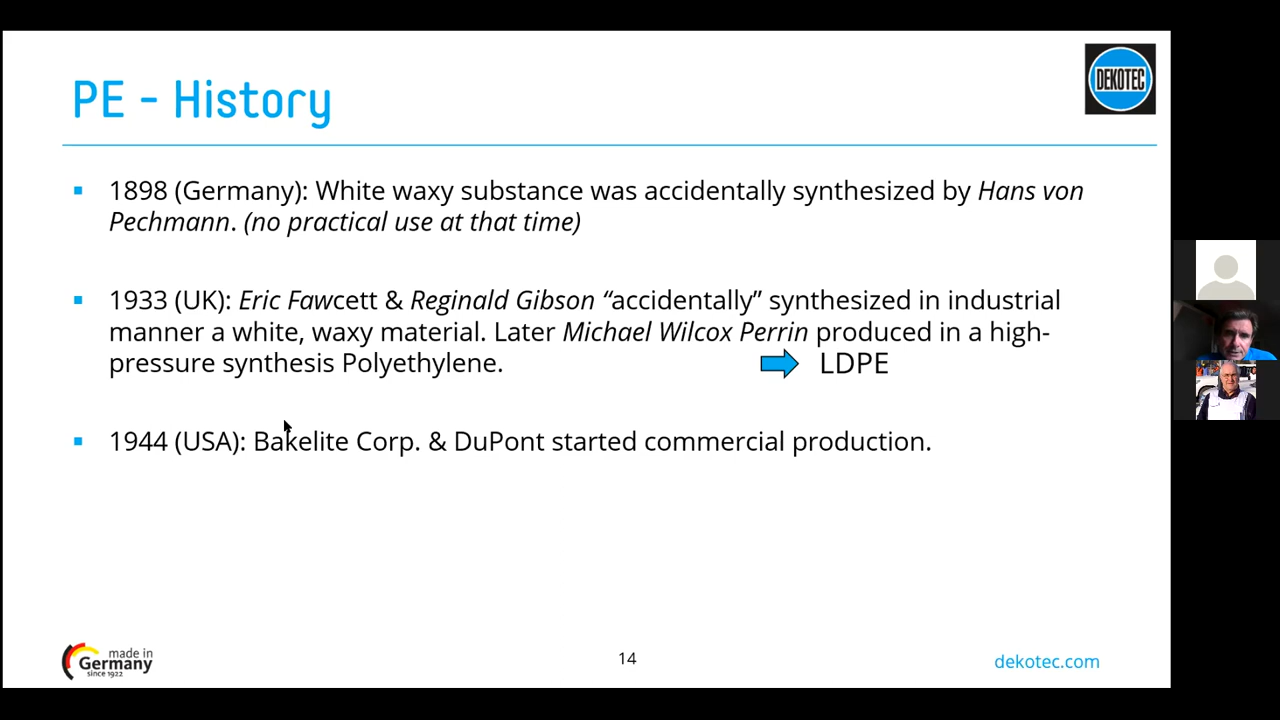 PE - History
DEKOTEC
▪ 1898 (Germany): White waxy substance was accidentally synthesized by Hans von
Pechmann. (no practical use at that time)
▪ 1933 (UK): Eric Fawcett & Reginald Gibson “accidentally” synthesized in industrial
manner a white, waxy material. Later Michael Wilcox Perrin produced in a high-
pressure synthesis Polyethylene.
LDPE
▪ 1944 (USA): Bakelite Corp. & DuPont started commercial production.
made in
Germany
since 1922
14
dekotec.com